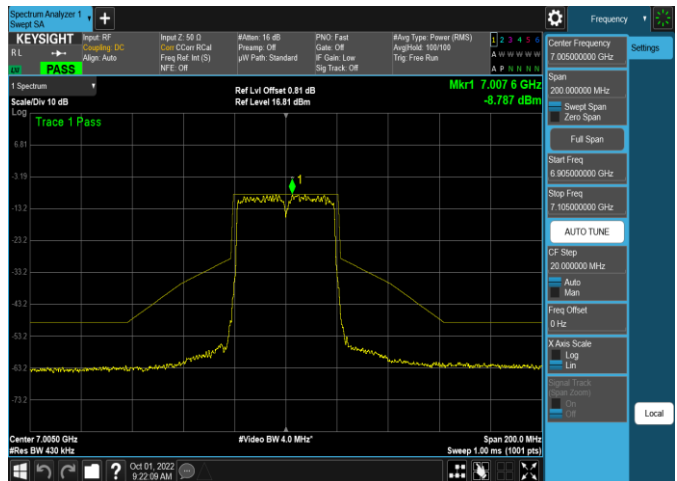 Spectrum Analyzer 1
Swept SA
+
Frequency
KEYSIGHT
RL
PASS
Input: RF
Coupling: DC
Align: Auto
Input Z: 50 Ω
Corr CCorr RCal
Freq Ref: Int (S)
NFE: Off
#Atten: 16 dB
Preamp: Off
µW Path: Standard
PNO: Fast
Gate: Off
IF Gain: Low
Sig Track: Off
#Avg Type: Power (RMS)
Avg|Hold: 100/100
Trig: Free Run
1 2 3 4 5 6
A W W W W W
A P N N N N
1 Spectrum
Scale/Div 10 dB
Ref Lvl Offset 0.81 dB
Ref Level 16.81 dBm
Mkr1 7.007 6 GHz
-8.787 dBm
Log
Trace 1 Pass
6.81
-3.19
-13.2
-23.2
-33.2
-43.2
-53.2
-63.2
-73.2
1
Center 7.0050 GHz
#Res BW 430 kHz
#Video BW 4.0 MHz*
Span 200.0 MHz
Sweep 1.00 ms (1001 pts)
Center Frequency
7.005000000 GHz
Settings
Span
200.000000 MHz
Swept Span
Zero Span
Full Span
Start Freq
6.905000000 GHz
Stop Freq
7.105000000 GHz
AUTO TUNE
CF Step
20.000000 MHz
Auto
Man
Freq Offset
0 Hz
X Axis Scale
Log
Lin
Signal Track
(Span Zoom)
On
Off
Local
?
Oct 01, 2022
9:22:09 AM